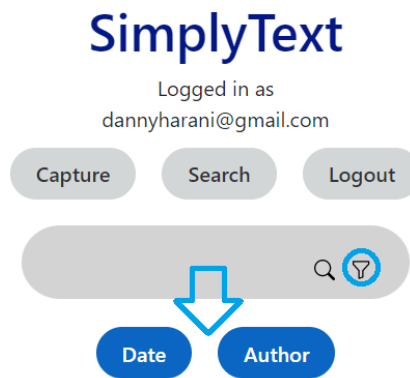 SimplyText
Logged in as
dannyharani@gmail.com
Capture Search Logout
Date Author